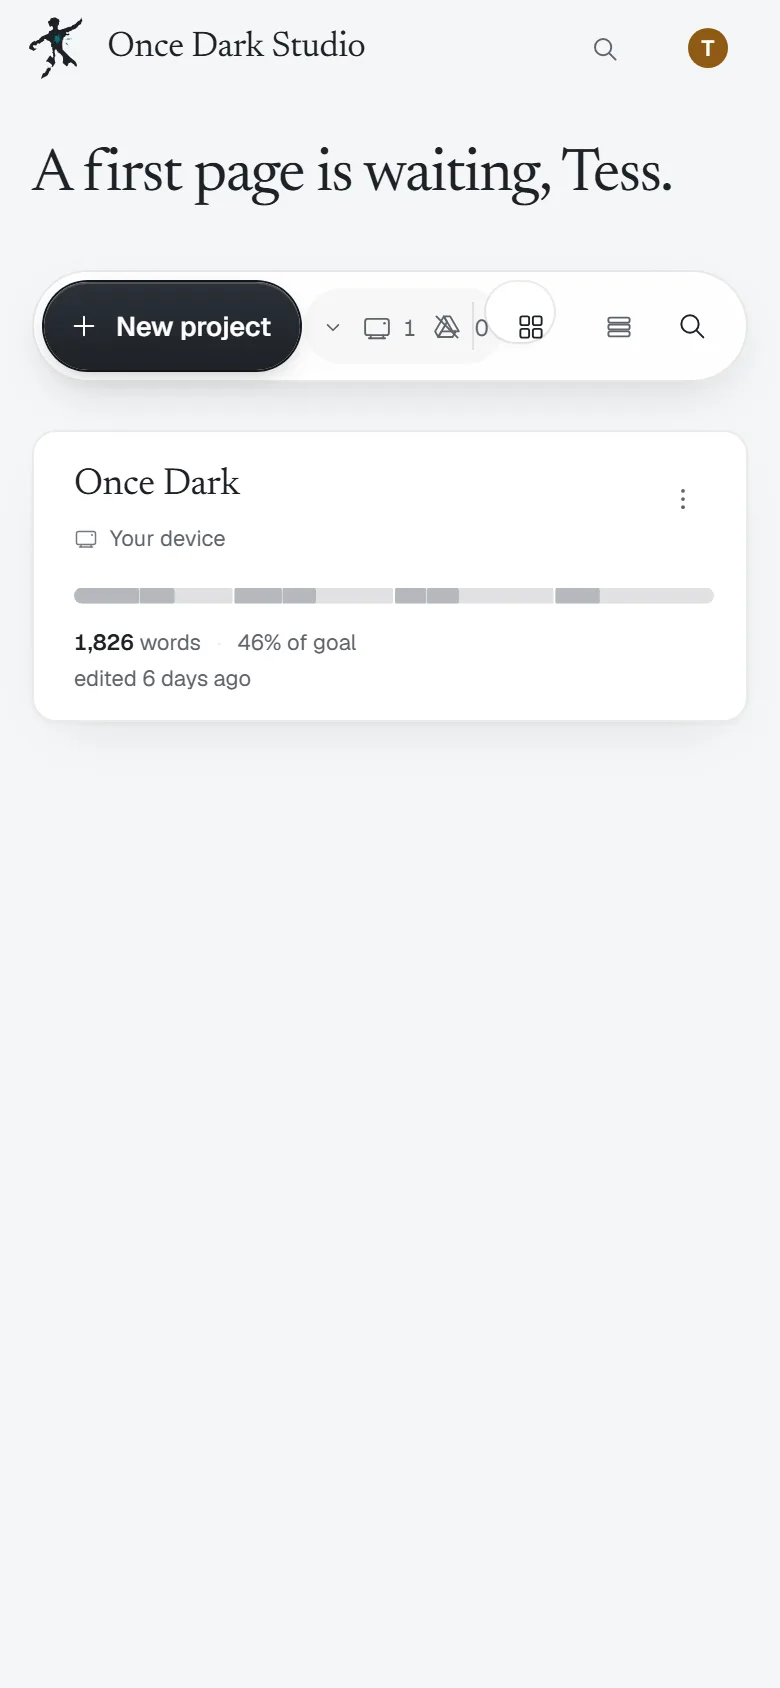 Once Dark Studio
T
A first page is waiting, Tess.
New project
1
0
Once Dark
Your device
1,826 words · 46% of goal
edited 6 days ago